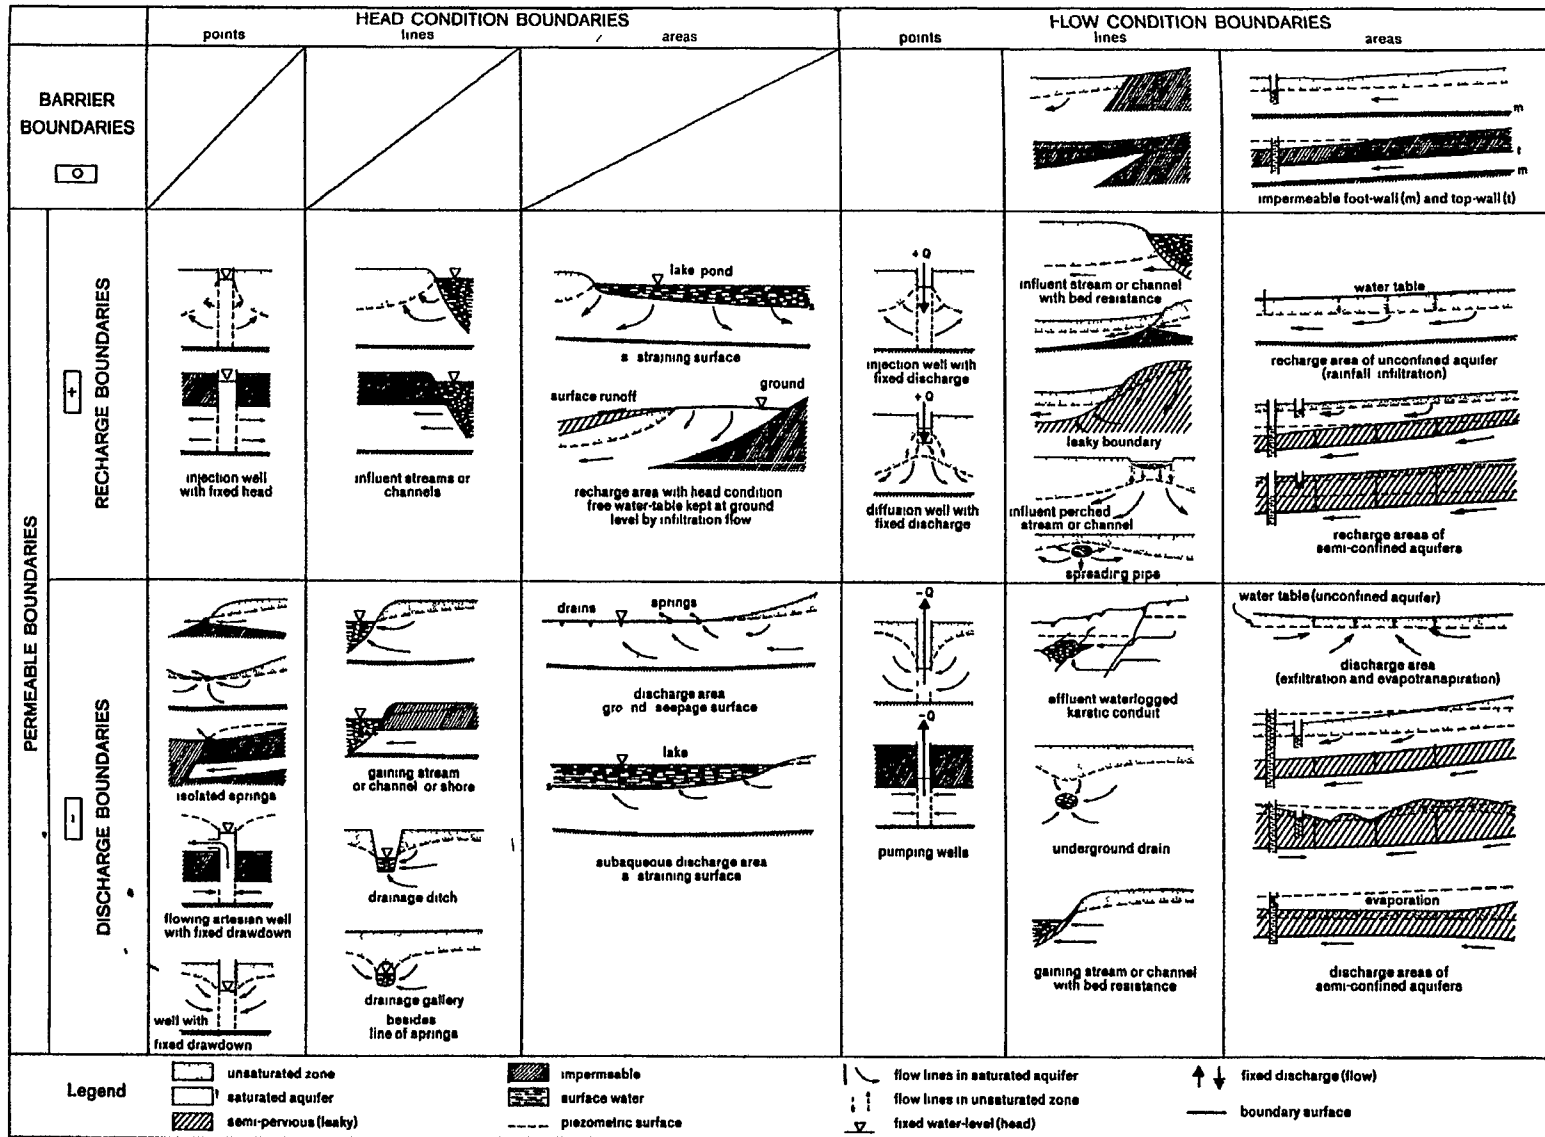 HEAD CONDITION BOUNDARIES
FLOW CONDITION BOUNDARIES
points
lines
areas
points
lines
areas
BARRIER
BOUNDARIES
o
m
t
m
impermeable foot-wall (m) and top-wall (t)
PERMEABLE BOUNDARIES
RECHARGE BOUNDARIES
+
injection well
with fixed head
influent streams or
channels
lake pond
a straining surface
surface runoff
ground
recharge area with head condition
free water-table kept at ground
level by infiltration flow
+ Q
injection well with
fixed discharge
+ Q
diffusion well with
fixed discharge
influent stream or channel
with bed resistance
leaky boundary
influent perched
stream or channel
spreading pipe
water table
recharge area of unconfined aquifer
(rainfall infiltration)
recharge areas of
semi-confined aquifers
DISCHARGE BOUNDARIES
-
isolated springs
flowing artesian well
with fixed drawdown
well with
fixed drawdown
gaining stream
or channel or shore
drainage ditch
drainage gallery
besides
line of springs
drains
springs
discharge area
gro nd seepage surface
lake
subaqueous discharge area
a straining surface
-Q
-Q
pumping wells
effluent waterlogged
karstic conduit
underground drain
gaining stream or channel
with bed resistance
water table (unconfined aquifer)
discharge area
(exfiltration and evapotranspiration)
evaporation
discharge areas of
semi-confined aquifers
Legend
unsaturated zone
saturated aquifer
semi-pervious (leaky)
impermeable
surface water
piezometric surface
flow lines in saturated aquifer
flow lines in unsaturated zone
fixed water-level (head)
fixed discharge (flow)
boundary surface